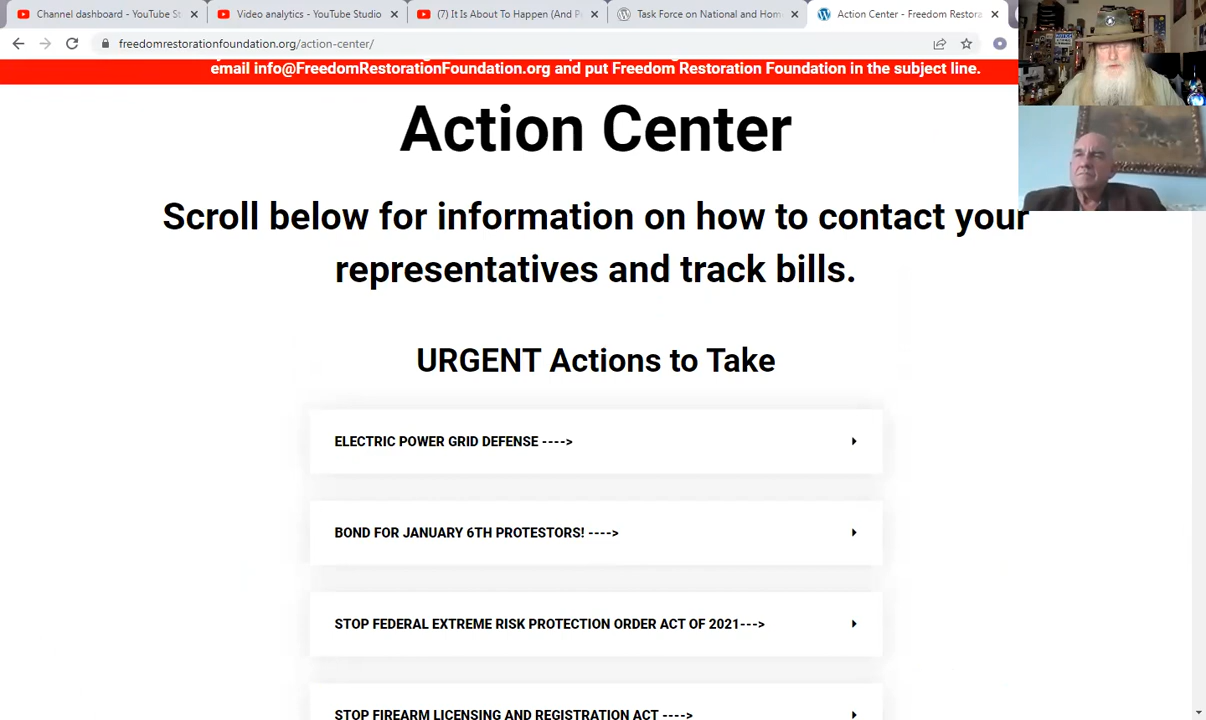 Channel dashboard - YouTube St
Video analytics - YouTube Studio
(7) It Is About To Happen (And P
Task Force on National and Hom
Action Center - Freedom Restora
freedomrestorationfoundation.org/action-center/
email info@FreedomRestorationFoundation.org and put Freedom Restoration Foundation in the subject line.
Action Center
Scroll below for information on how to contact your
representatives and track bills.
URGENT Actions to Take
ELECTRIC POWER GRID DEFENSE ---->
BOND FOR JANUARY 6TH PROTESTORS! ---->
STOP FEDERAL EXTREME RISK PROTECTION ORDER ACT OF 2021--->
STOP FIREARM LICENSING AND REGISTRATION ACT ---->